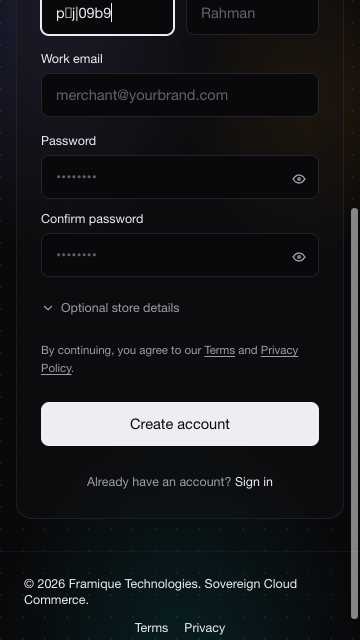 Rahman
Work email
merchant@yourbrand.com
Password
••••••••
Confirm password
••••••••
Optional store details
By continuing, you agree to our Terms and Privacy
Policy.
Create account
Already have an account? Sign in
© 2026 Framique Technologies. Sovereign Cloud
Commerce.
Terms Privacy